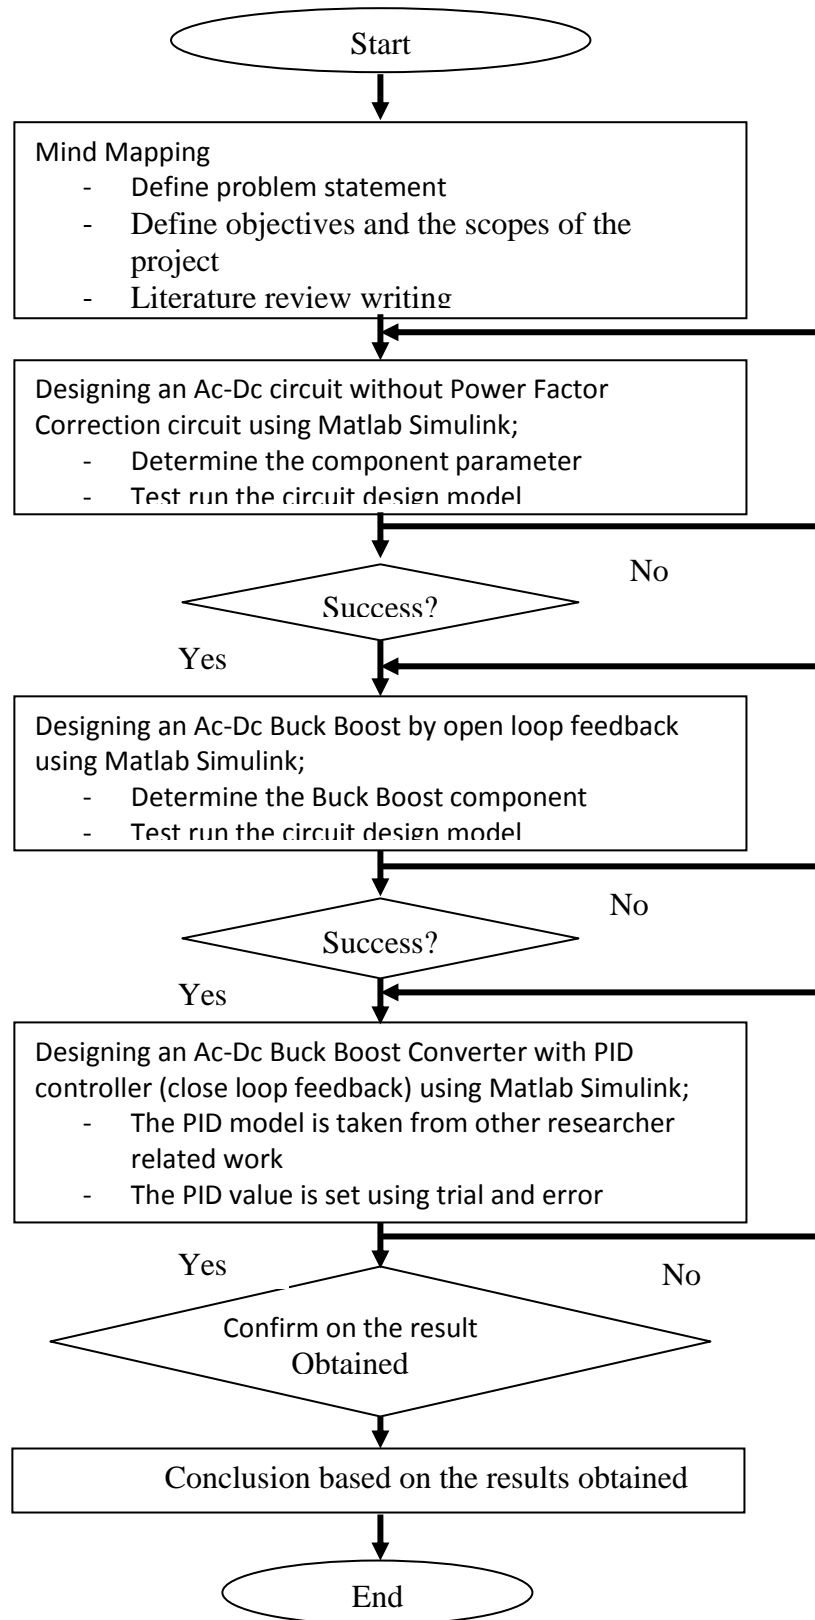 Start
Mind Mapping
- Define problem statement
- Define objectives and the scopes of the
project
- Literature review writing
Designing an Ac-Dc circuit without Power Factor
Correction circuit using Matlab Simulink;
- Determine the component parameter
- Test run the circuit design model
No
Success?
Yes
Designing an Ac-Dc Buck Boost by open loop feedback
using Matlab Simulink;
- Determine the Buck Boost component
- Test run the circuit design model
No
Success?
Yes
Designing an Ac-Dc Buck Boost Converter with PID
controller (close loop feedback) using Matlab Simulink;
- The PID model is taken from other researcher
related work
- The PID value is set using trial and error
Yes
No
Confirm on the result
Obtained
Conclusion based on the results obtained
End